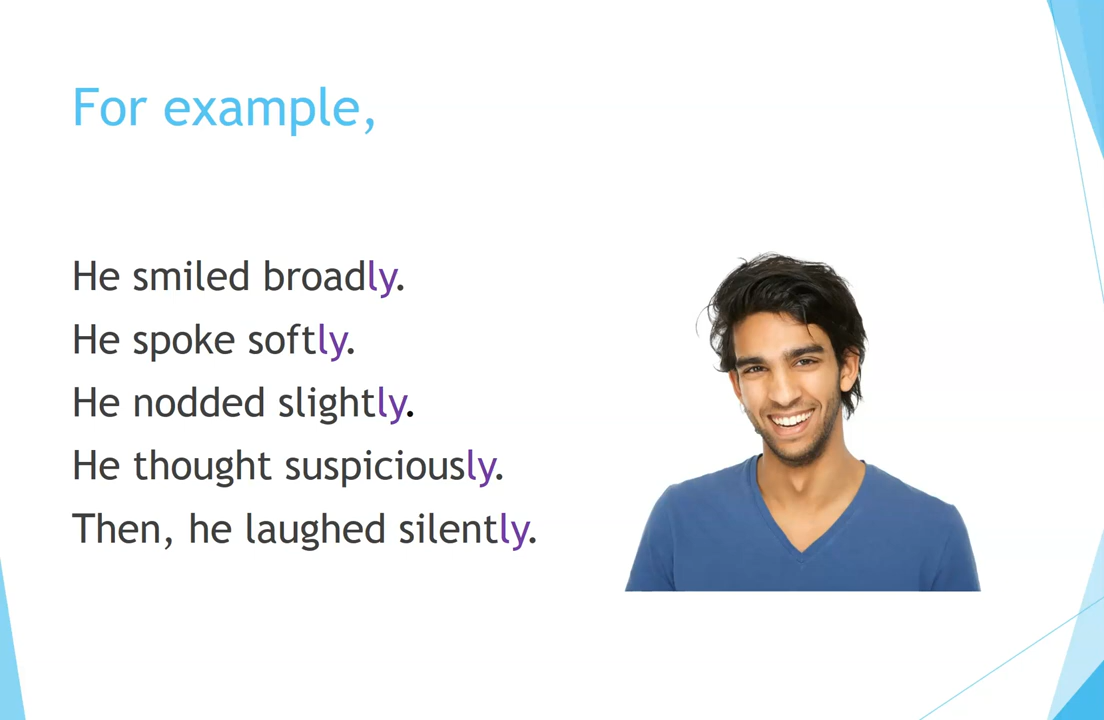 For example,
He smiled broadly.
He spoke softly.
He nodded slightly.
He thought suspiciously.
Then, he laughed silently.